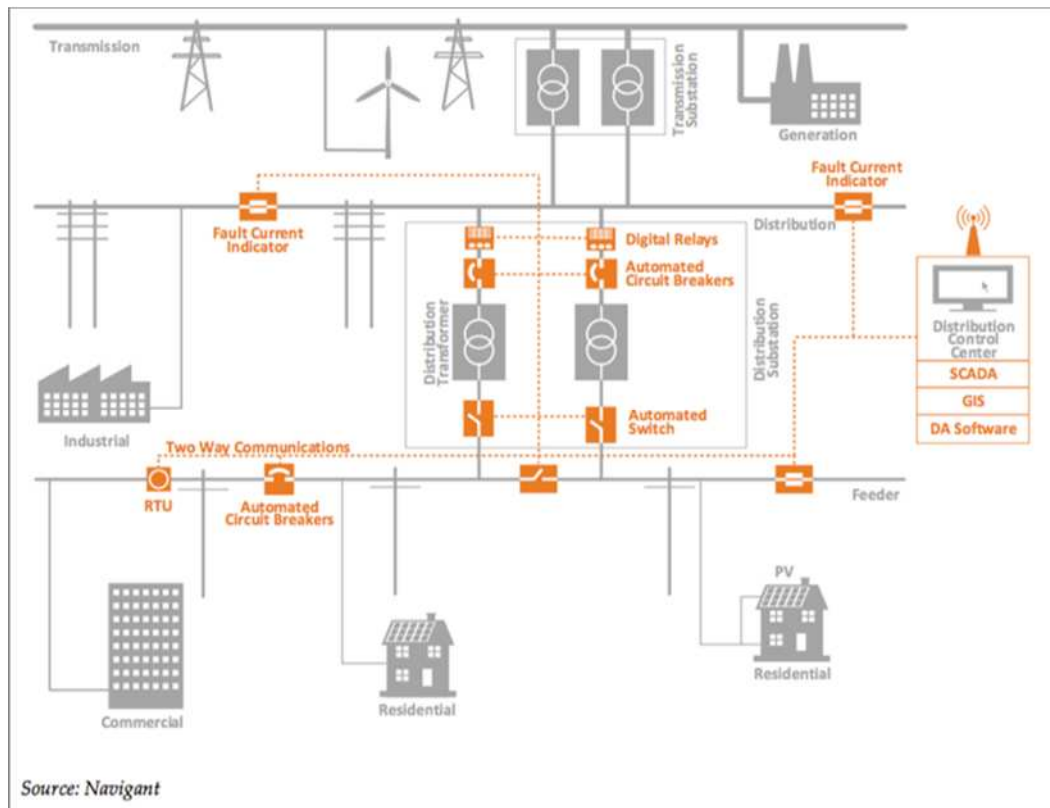 Transmission
Transmission
Substation
Generation
Fault Current
Indicator
Fault Current
Indicator
Distribution
Digital Relays
Automated
Circuit Breakers
Distribution
Transformer
Distribution
Substation
Distribution
Control
Center
SCADA
GIS
DA Software
Industrial
Automated
Switch
Two Way Communications
RTU
Automated
Circuit Breakers
Feeder
PV
Residential
Residential
Commercial
Source: Navigant